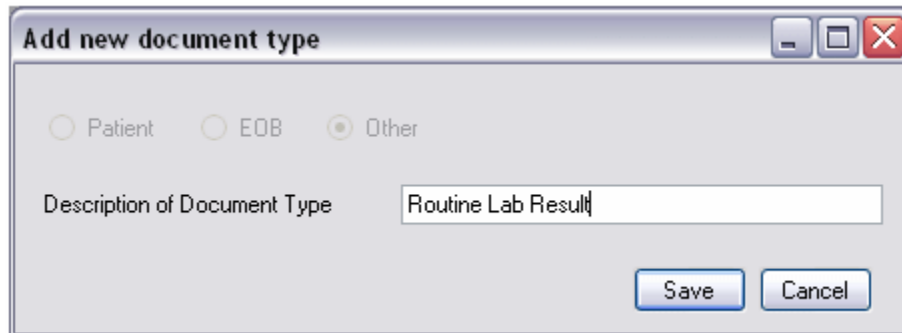 Add new document type
Patient EOB Other
Description of Document Type Routine Lab Result
Save Cancel